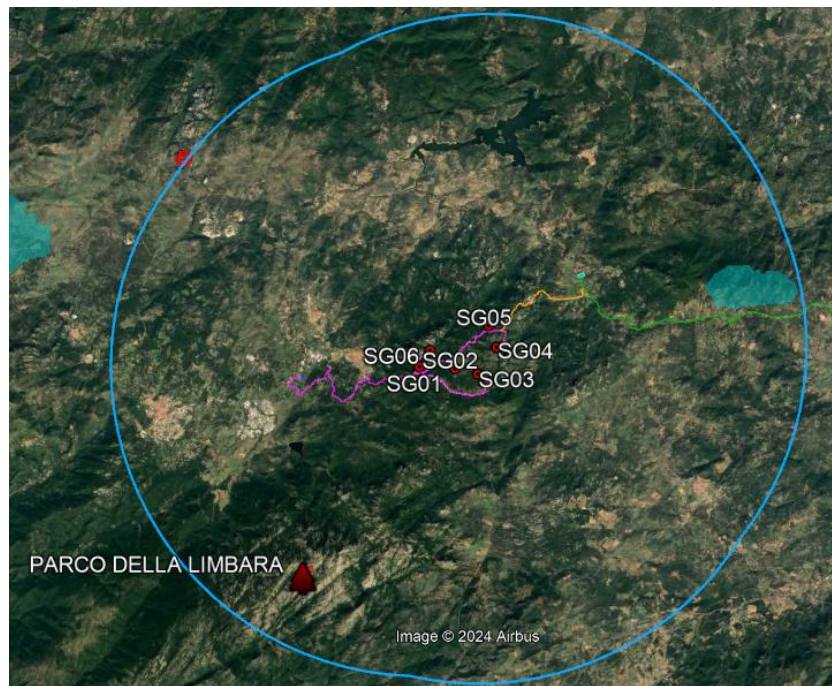 SG05
SG06
SG02
SG04
SG01
SG03
PARCO DELLA LIMBARA
Image © 2024 Airbus